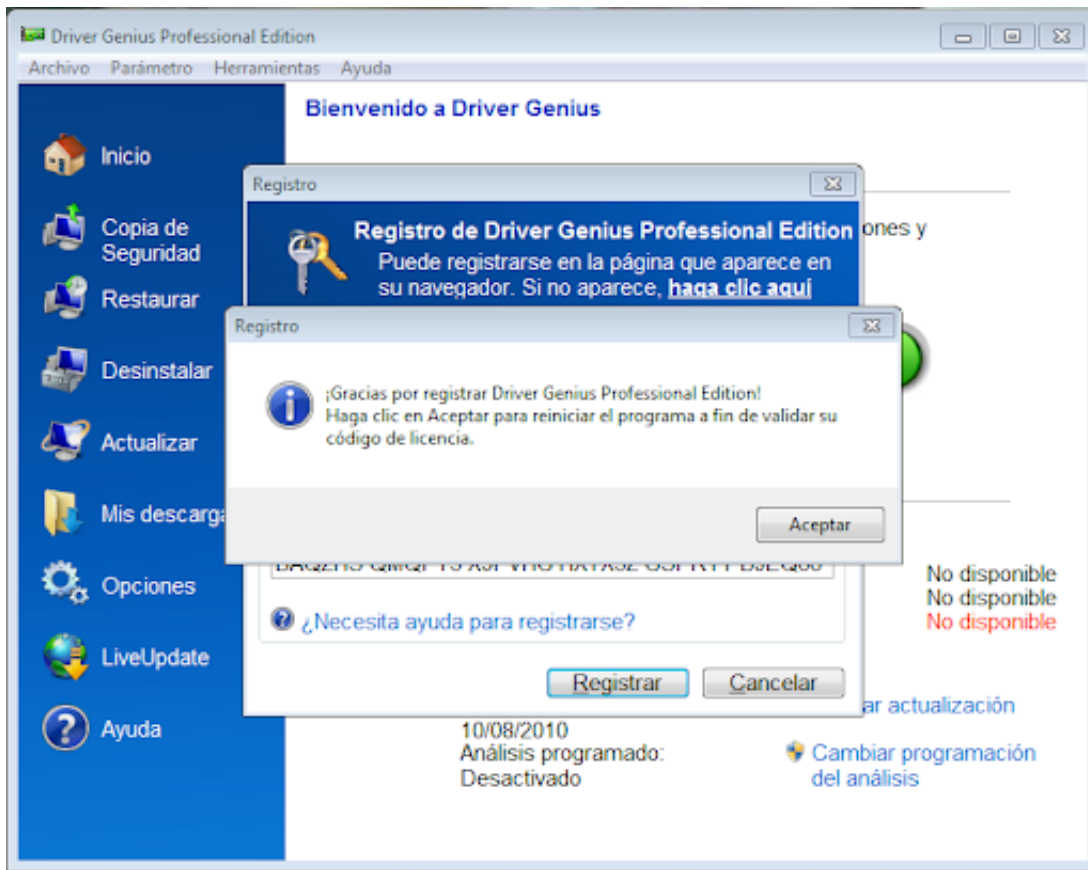 Driver Genius Professional Edition
Archivo Parámetro Herramientas Ayuda
Bienvenido a Driver Genius
Inicio
Copia de
Seguridad
Restaurar
Desinstalar
Actualizar
Mis descarga
Opciones
LiveUpdate
Ayuda
Registro
Registro de Driver Genius Professional Edition
Puede registrarse en la página que aparece en
su navegador. Si no aparece, haga clic aquí
ones y
Registro
¡Gracias por registrar Driver Genius Professional Edition!
Haga clic en Aceptar para reiniciar el programa a fin de validar su
código de licencia.
Aceptar
¿Necesita ayuda para registrarse?
Registrar Cancelar
No disponible
No disponible
No disponible
ar actualización
10/08/2010
Análisis programado:
Desactivado
Cambiar programación
del análisis